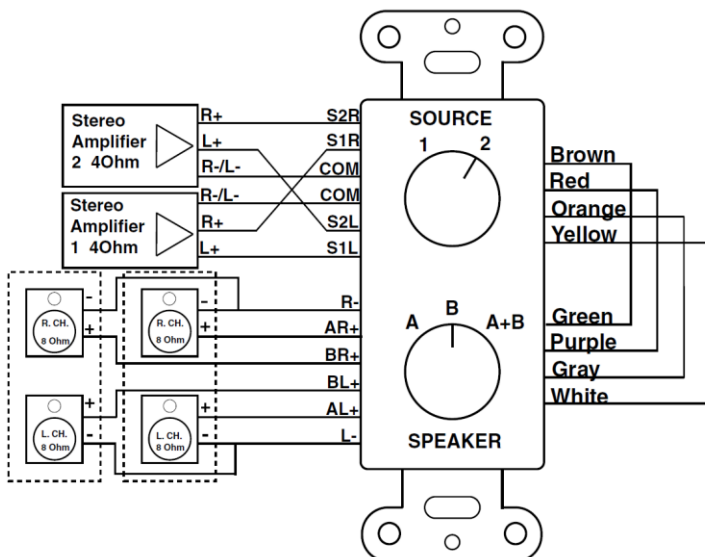 Stereo
Amplifier
2 4Ohm
R+
L+
R-/L-
Stereo
Amplifier
1 4Ohm
R-/L-
R+
L+
S2R
S1R
COM
COM
S2L
S1L
SOURCE
1 2
Brown
Red
Orange
Yellow
- R. CH. 8 Ohm +
- R. CH. 8 Ohm +
R-
AR+
BR+
BL+
AL+
L-
+ L. CH. 8 Ohm -
+ L. CH. 8 Ohm -
A B A+B
SPEAKER
Green
Purple
Gray
White